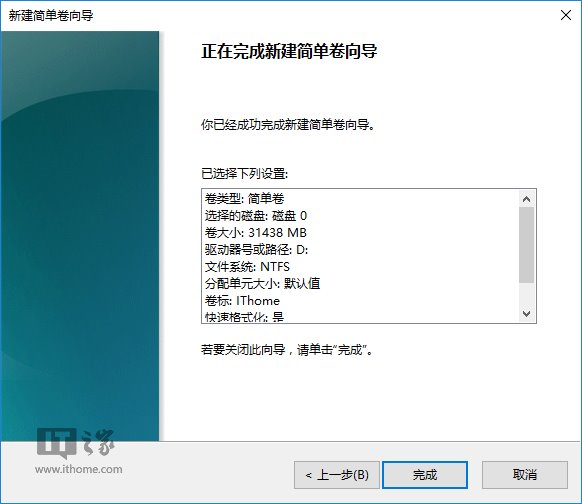 新建简单卷向导
正在完成新建简单卷向导
你已经成功完成新建简单卷向导。
已选择下列设置:
卷类型: 简单卷
选择的磁盘: 磁盘 0
卷大小: 31438 MB
驱动器号或路径: D:
文件系统: NTFS
分配单元大小: 默认值
卷标: IThome
快速格式化: 是
若要关闭此向导，请单击“完成”。
IT之家
www.ithome.com
< 上一步(B)
完成
取消